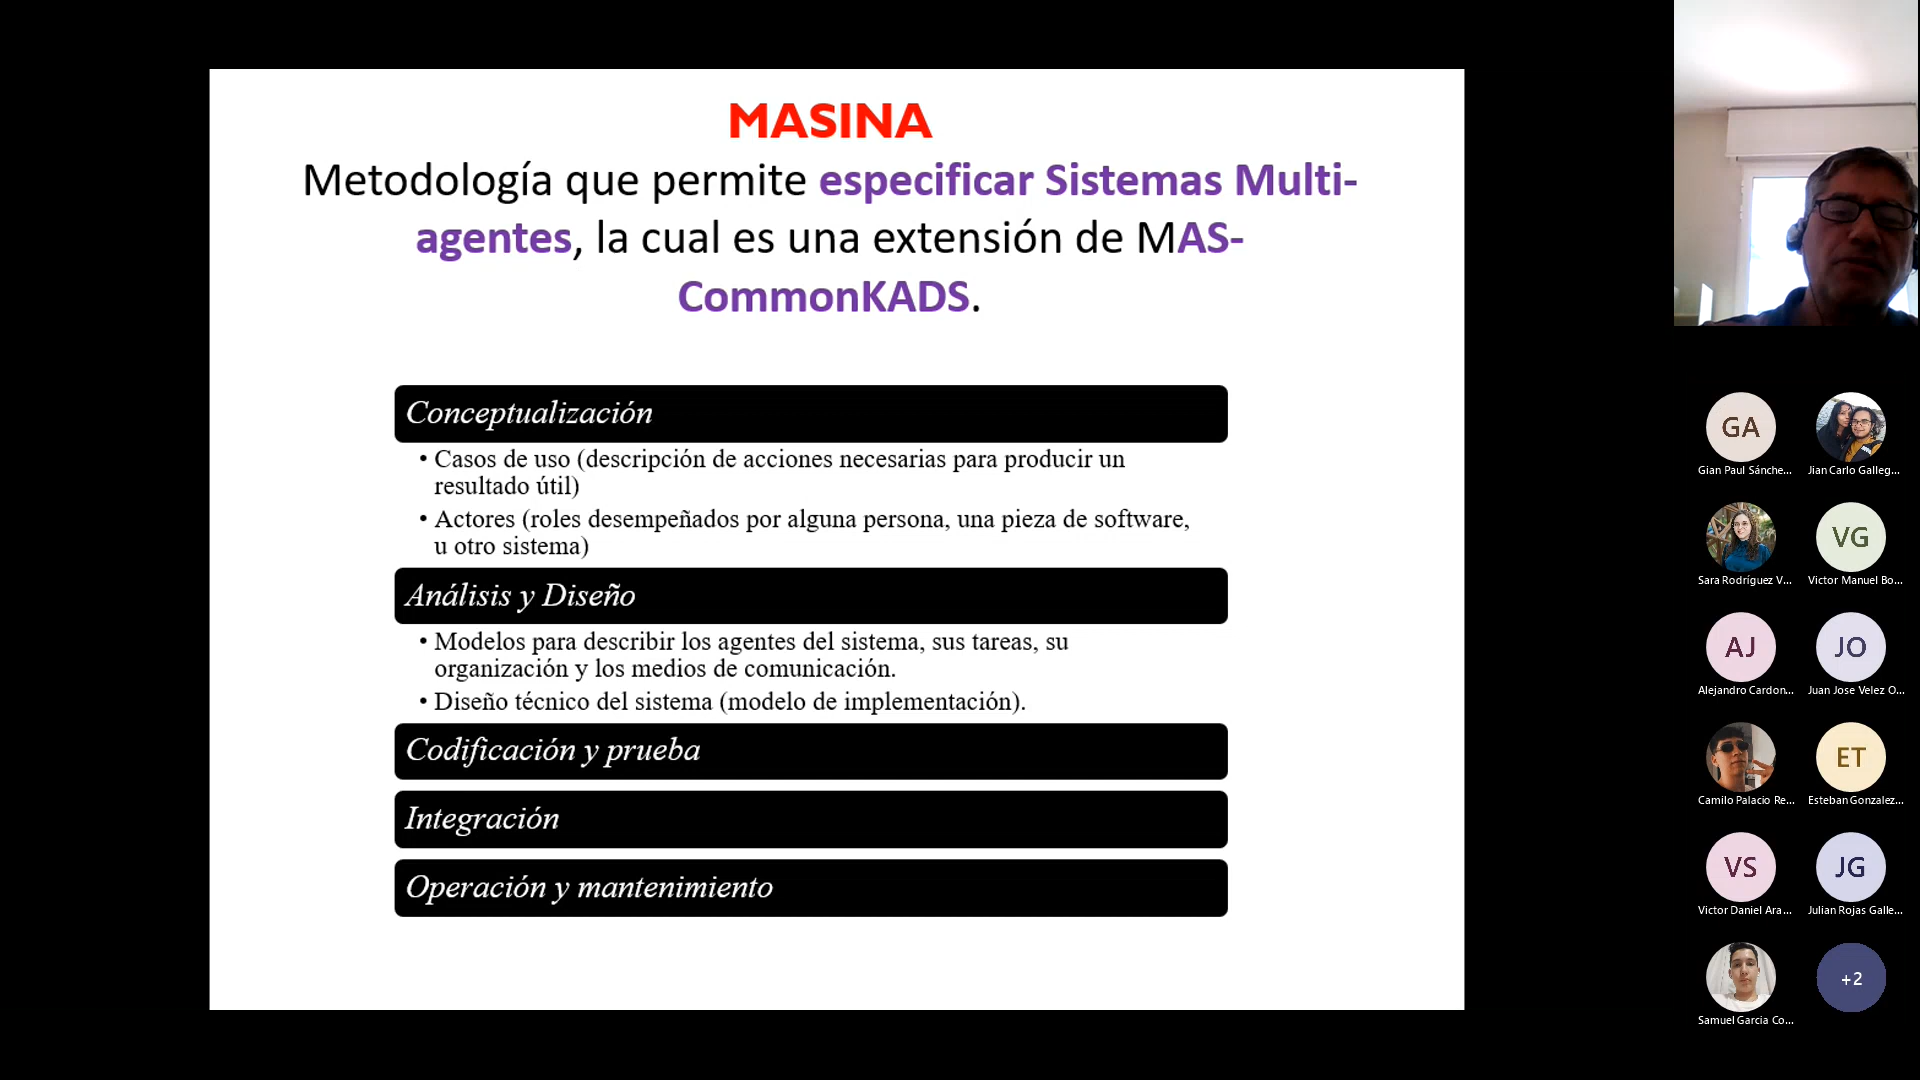 MASINA
Metodología que permite especificar Sistemas Multi-
agentes, la cual es una extensión de MAS-
CommonKADS.
Conceptualización
• Casos de uso (descripción de acciones necesarias para producir un
resultado útil)
• Actores (roles desempeñados por alguna persona, una pieza de software,
u otro sistema)
Análisis y Diseño
• Modelos para describir los agentes del sistema, sus tareas, su
organización y los medios de comunicación.
• Diseño técnico del sistema (modelo de implementación).
Codificación y prueba
Integración
Operación y mantenimiento
GA
Gian Paul Sánche...
Jian Carlo Galleg...
Sara Rodríguez V...
VG
Victor Manuel Bo...
AJ
Alejandro Cardon...
JO
Juan Jose Velez O...
Camilo Palacio Re...
ET
Esteban Gonzalez...
VS
Victor Daniel Ara...
JG
Julian Rojas Galle...
Samuel Garcia Co...
+2